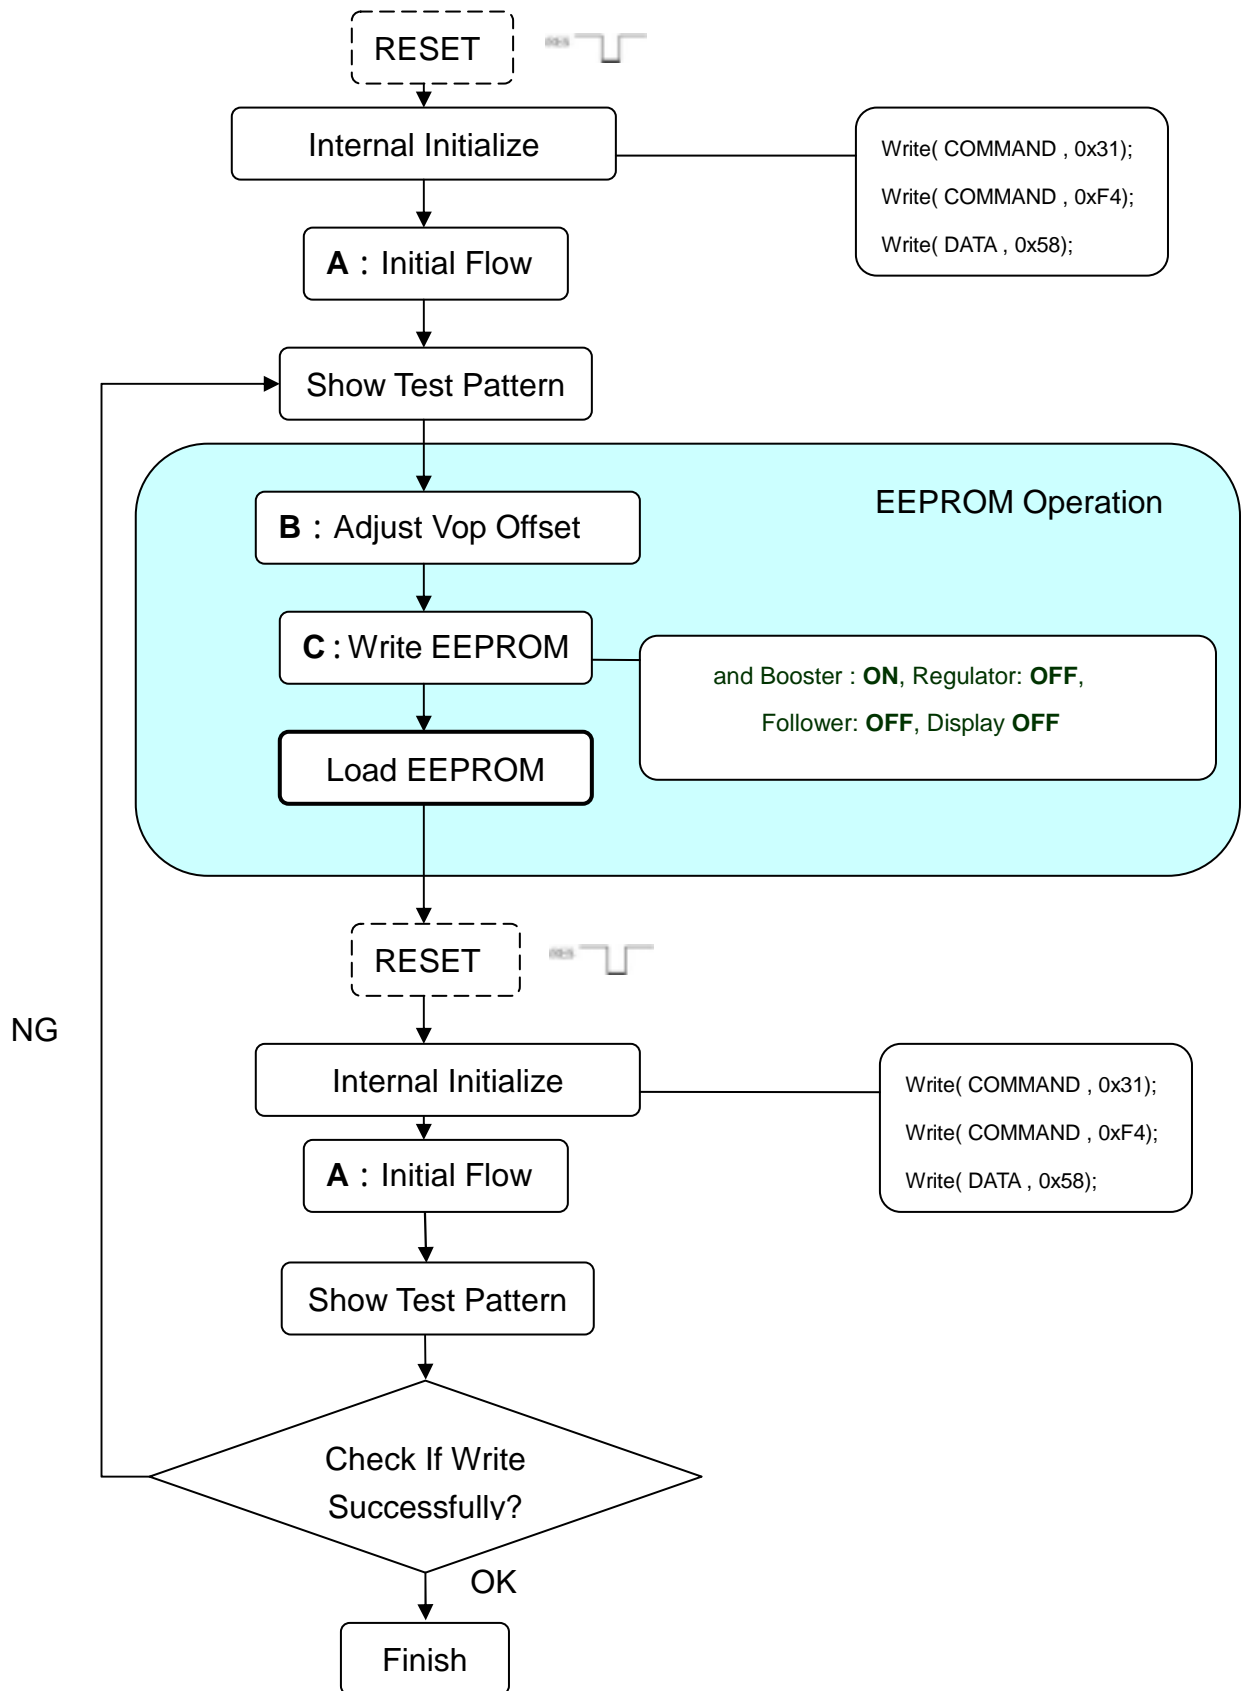 RESET
Internal Initialize
Write( COMMAND , 0x31);
Write( COMMAND , 0xF4);
Write( DATA , 0x58);
A : Initial Flow
Show Test Pattern
EEPROM Operation
B : Adjust Vop Offset
C : Write EEPROM
and Booster : ON, Regulator: OFF,
Follower: OFF, Display OFF
Load EEPROM
RESET
NG
Internal Initialize
Write( COMMAND , 0x31);
Write( COMMAND , 0xF4);
Write( DATA , 0x58);
A : Initial Flow
Show Test Pattern
Check If Write
Successfully?
OK
Finish